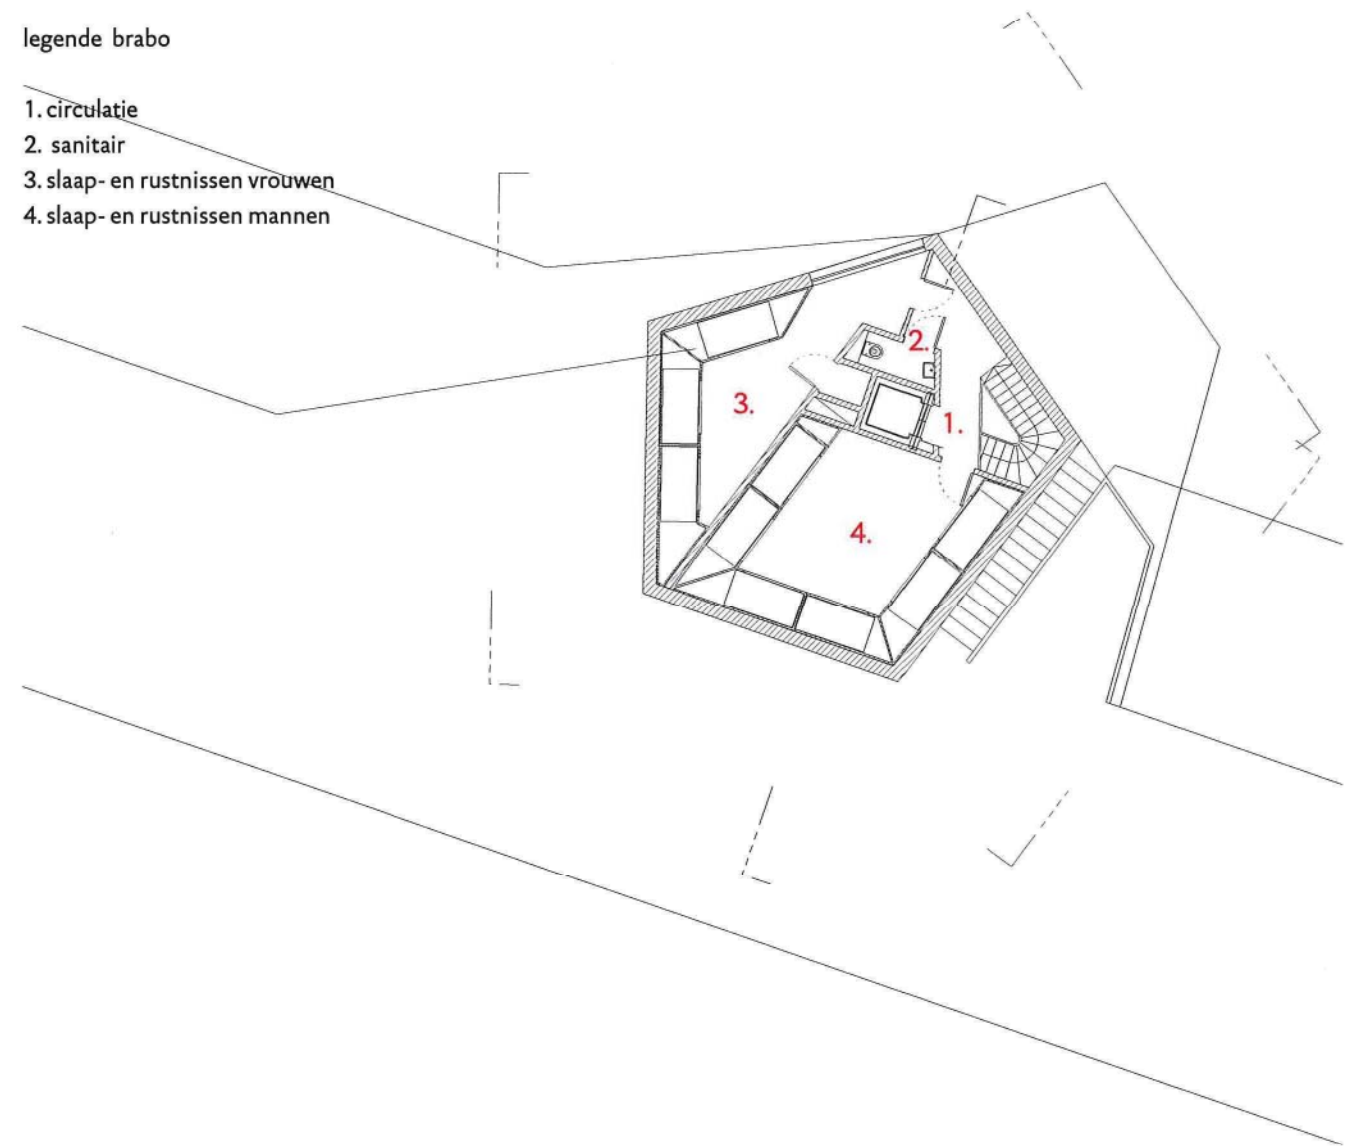 legende brabo
1. circulatie
2. sanitair
3. slaap- en rustnissen vrouwen
4. slaap- en rustnissen mannen
2.
3.
1.
4.